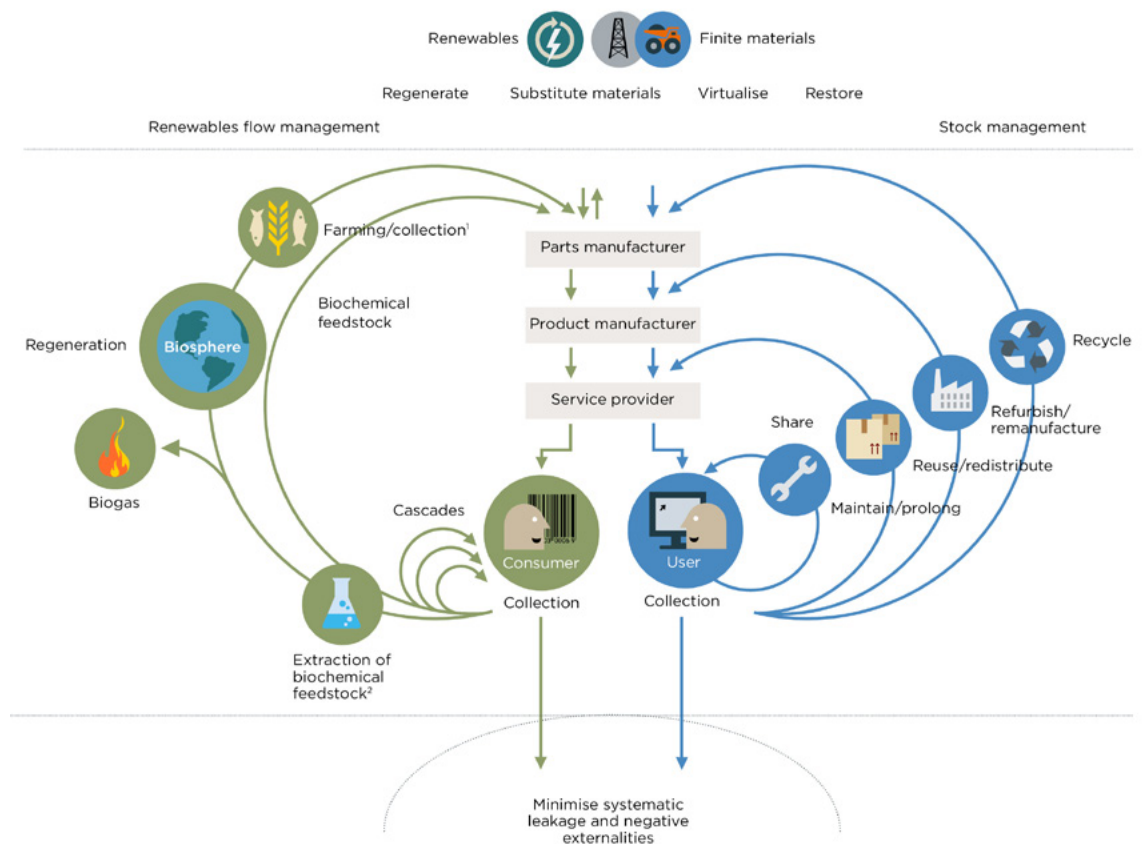 Renewables
Finite materials
Regenerate
Substitute materials
Virtualise
Restore
Renewables flow management
Stock management
Farming/collection¹
Parts manufacturer
Biochemical
feedstock
Product manufacturer
Regeneration
Biosphere
Recycle
Service provider
Share
Refurbish/
remanufacture
Reuse/redistribute
Biogas
Cascades
Maintain/prolong
Consumer
User
Collection
Collection
Extraction of
biochemical
feedstock²
Minimise systematic
leakage and negative
externalities